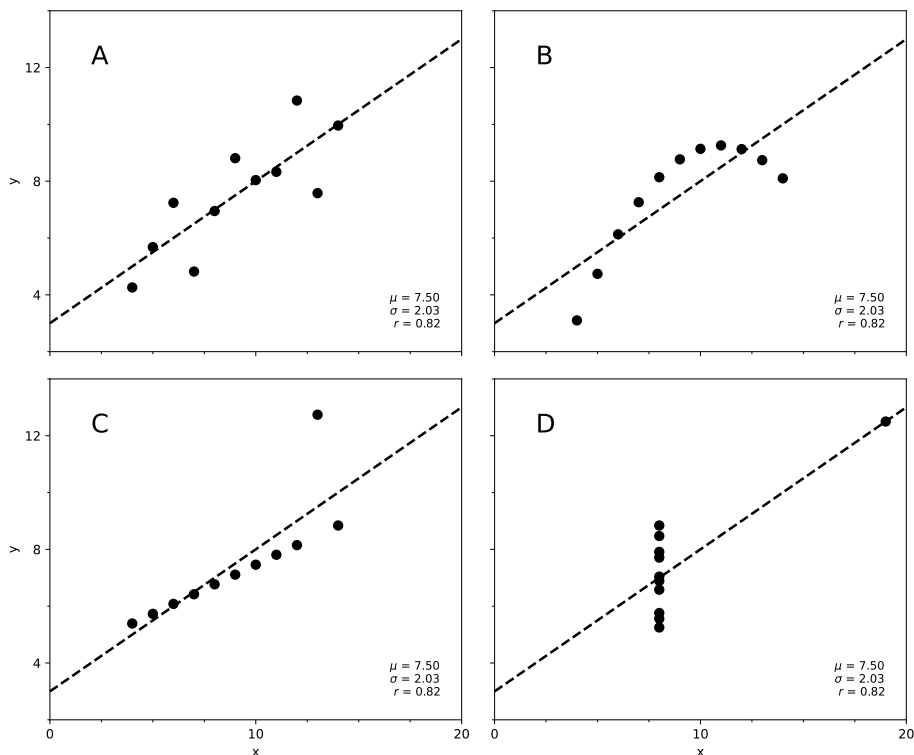 A
B
12
8
4
y
μ = 7.50
σ = 2.03
r = 0.82
μ = 7.50
σ = 2.03
r = 0.82
C
D
12
8
4
y
μ = 7.50
σ = 2.03
r = 0.82
μ = 7.50
σ = 2.03
r = 0.82
0
10
20
0
10
20
x
x